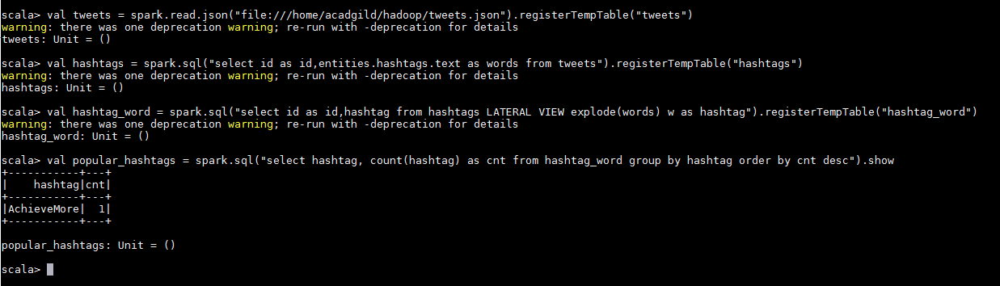 scala> val tweets = spark.read.json("file:///home/acadgild/hadoop/tweets.json").registerTempTable("tweets")
warning: there was one deprecation warning; re-run with -deprecation for details
tweets: Unit = ()
scala> val hashtags = spark.sql("select id as id,entities.hashtags.text as words from tweets").registerTempTable("hashtags")
warning: there was one deprecation warning; re-run with -deprecation for details
hashtags: Unit = ()
scala> val hashtag_word = spark.sql("select id as id,hashtag from hashtags LATERAL VIEW explode(words) w as hashtag").registerTempTable("hashtag_word")
warning: there was one deprecation warning; re-run with -deprecation for details
hashtag_word: Unit = ()
scala> val popular_hashtags = spark.sql("select hashtag, count(hashtag) as cnt from hashtag_word group by hashtag order by cnt desc").show
+-----------+---+
|    hashtag|cnt|
+-----------+---+
|AchieveMore|  1|
+-----------+---+
popular_hashtags: Unit = ()
scala>